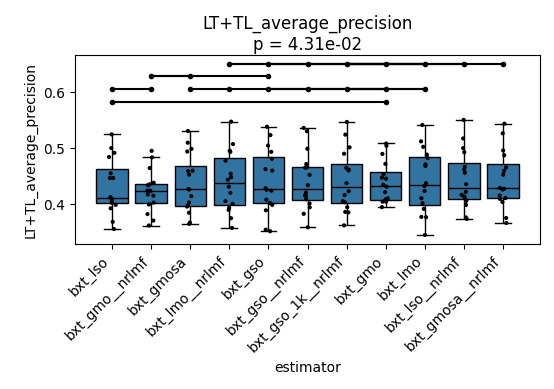 LT+TL_average_precision
p = 4.31e-02
LT+TL_average_precision
0.6
0.5
0.4
bxt_lso
bxt_gmo__nrlmf
bxt_gmosa
bxt_lmo__nrlmf
bxt_gso
bxt_gso__nrlmf
bxt_gso_1k__nrlmf
bxt_gmo
bxt_lmo
bxt_lso__nrlmf
bxt_gmosa__nrlmf
estimator